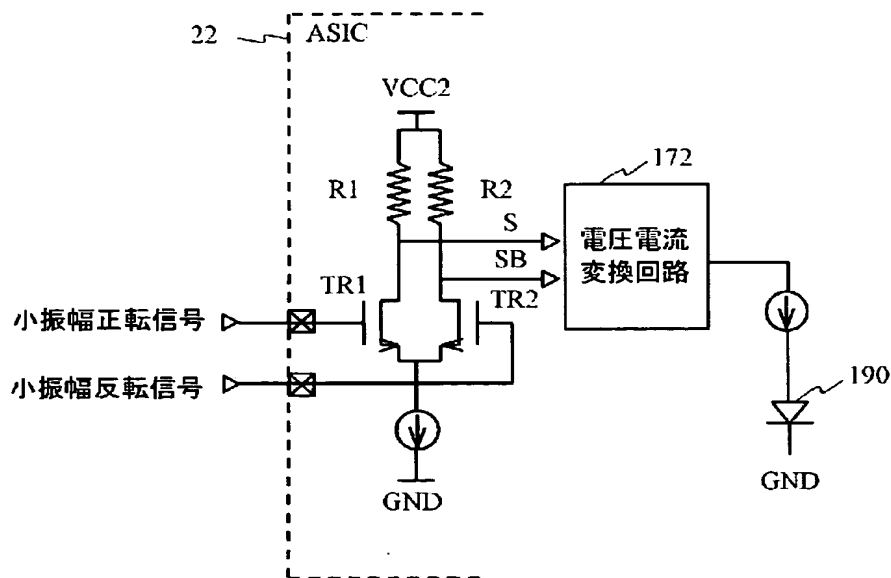 22
ASIC
VCC2
172
R1
R2
S
電圧電流
変換回路
SB
TR1
TR2
小振幅正転信号
190
小振幅反転信号
GND
GND